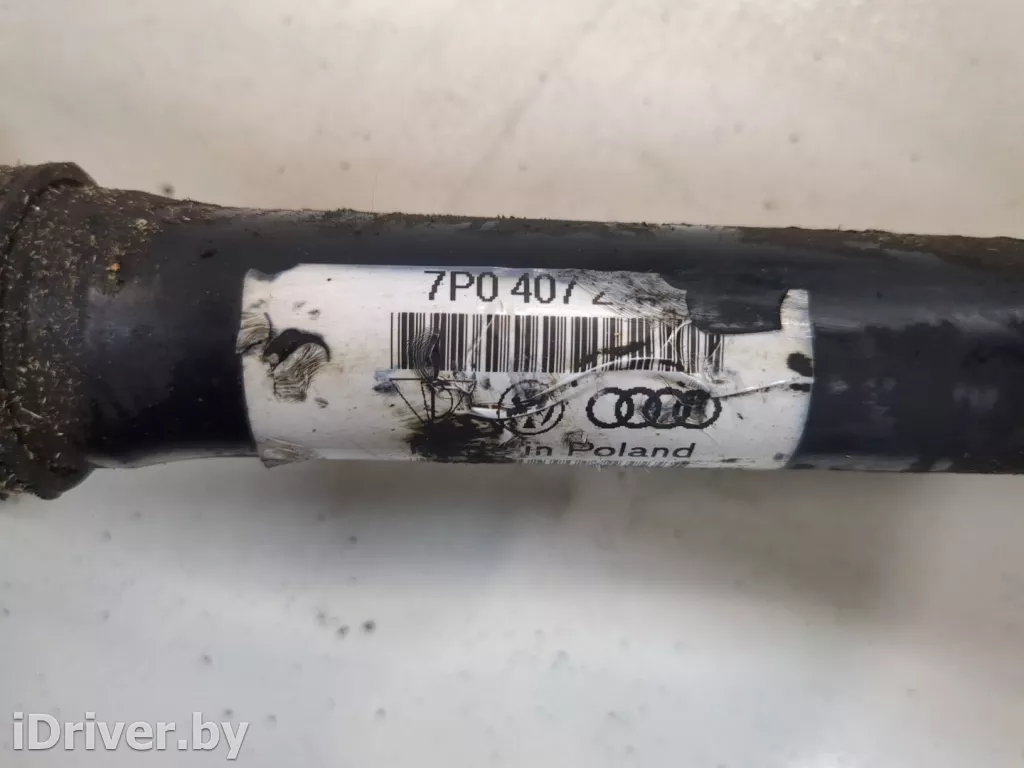 7P0 407 2
in Poland
iDriver.by